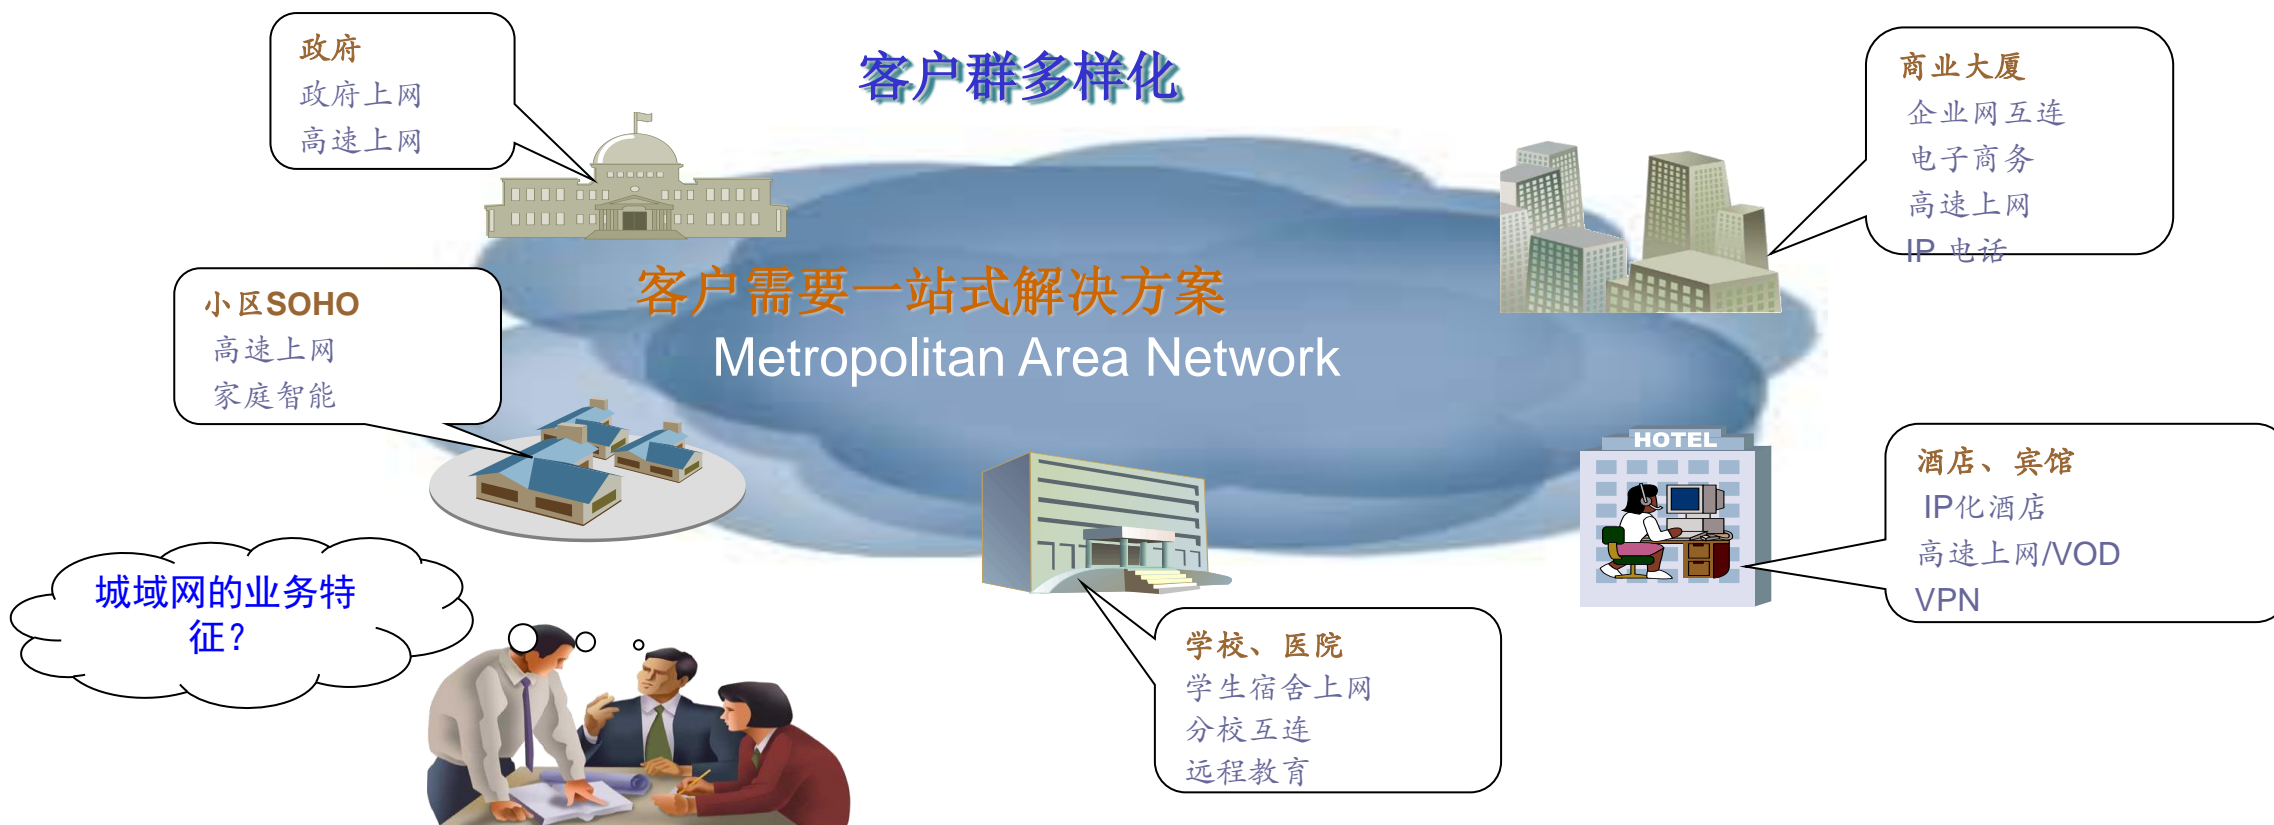 客户群多样化
政府
政府上网
高速上网
商业大厦
企业网互连
电子商务
高速上网
IP 电话
客户需要一站式解决方案
Metropolitan Area Network
小区SOHO
高速上网
家庭智能
HOTEL
酒店、宾馆
IP化酒店
高速上网/VOD
VPN
城域网的业务特
征？
学校、医院
学生宿舍上网
分校互连
远程教育